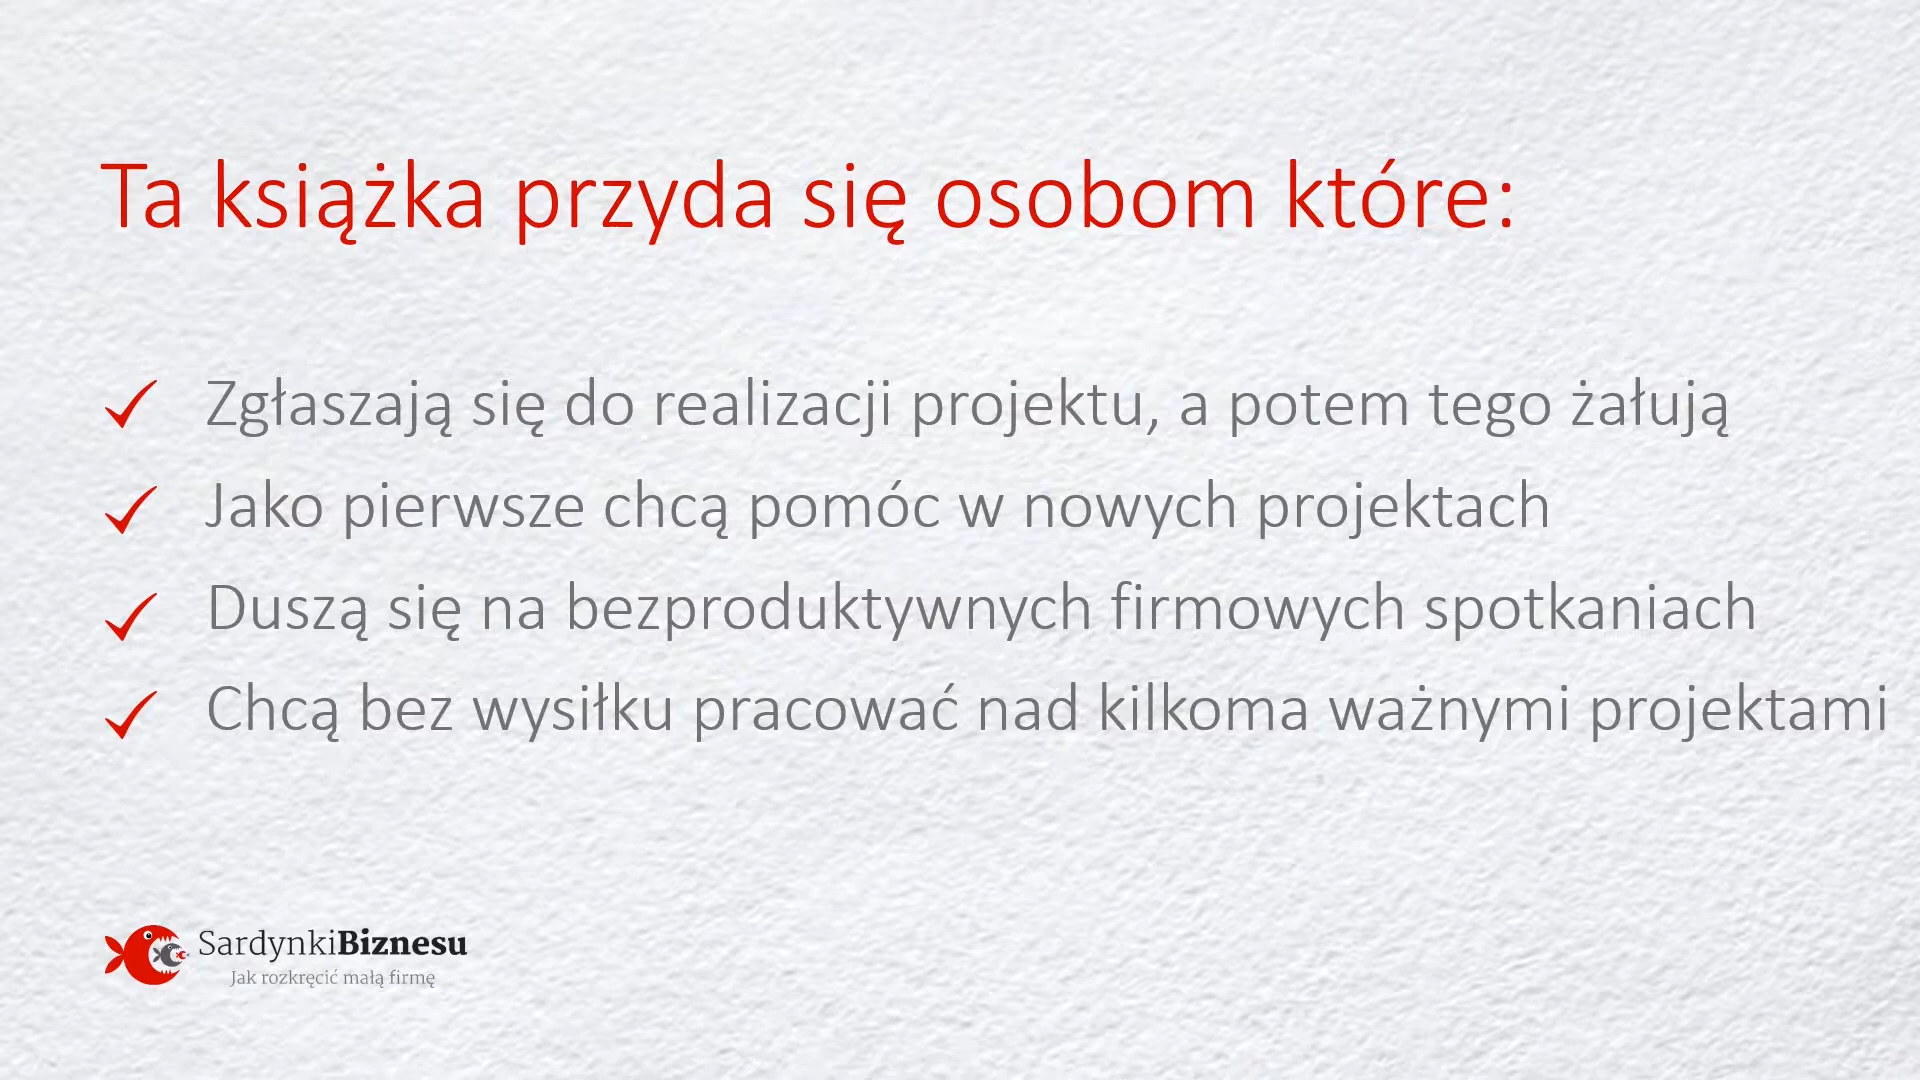 Ta książka przyda się osobom które:
Zgłaszają się do realizacji projektu, a potem tego żałują
Jako pierwsze chcą pomóc w nowych projektach
Duszą się na bezproduktywnych firmowych spotkaniach
Chcą bez wysiłku pracować nad kilkoma ważnymi projektami
SardynkiBiznesu
Jak rozkręcić małą firmę